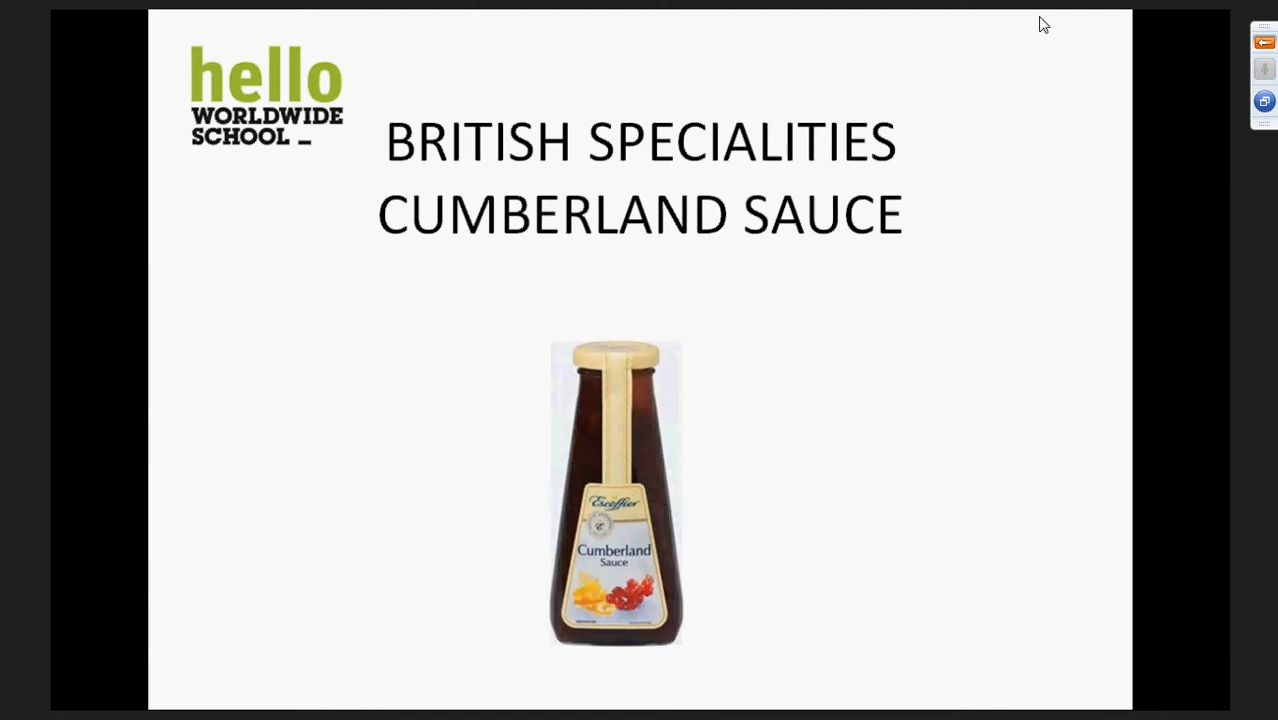 hello
WORLDWIDE
SCHOOL _
BRITISH SPECIALITIES
CUMBERLAND SAUCE
Escoffier
Cumberland
Sauce